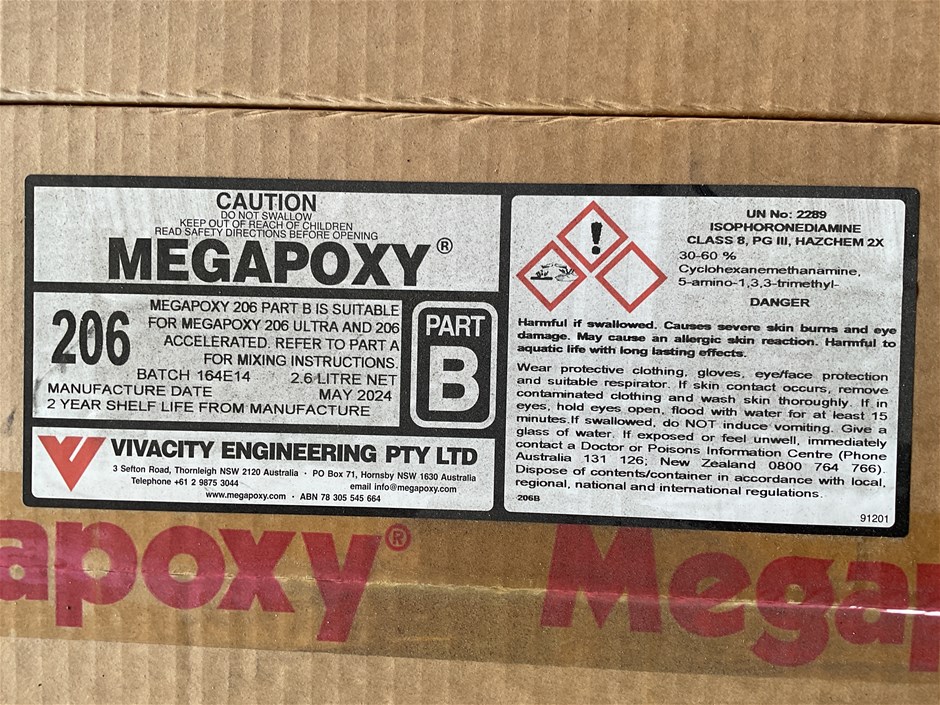 CAUTION
DO NOT SWALLOW
KEEP OUT OF REACH OF CHILDREN
READ SAFETY DIRECTIONS BEFORE OPENING
MEGAPOXY®
206
MEGAPOXY 206 PART B IS SUITABLE
FOR MEGAPOXY 206 ULTRA AND 206
ACCELERATED. REFER TO PART A
FOR MIXING INSTRUCTIONS.
BATCH 164E14 2.6 LITRE NET
MANUFACTURE DATE MAY 2024
2 YEAR SHELF LIFE FROM MANUFACTURE
PART
B
VIVACITY ENGINEERING PTY LTD
3 Sefton Road, Thornleigh NSW 2120 Australia · PO Box 71, Hornsby NSW 1630 Australia
Telephone +61 2 9875 3044 email info@megapoxy.com
www.megapoxy.com · ABN 78 305 545 664
UN No: 2289
ISOPHORONEDIAMINE
CLASS 8, PG III, HAZCHEM 2X
30-60 %
Cyclohexanemethanamine,
5-amino-1,3,3-trimethyl-
DANGER
Harmful if swallowed. Causes severe skin burns and eye
damage. May cause an allergic skin reaction. Harmful to
aquatic life with long lasting effects.
Wear protective clothing, gloves, eye/face protection
and suitable respirator. If skin contact occurs, remove
contaminated clothing and wash skin thoroughly. If in
eyes, hold eyes open, flood with water for at least 15
minutes.If swallowed, do NOT induce vomiting. Give a
glass of water. If exposed or feel unwell, immediately
contact a Doctor or Poisons Information Centre (Phone
Australia 131 126; New Zealand 0800 764 766).
Dispose of contents/container in accordance with local,
regional, national and international regulations.
206B
91201
apoxy® Megap